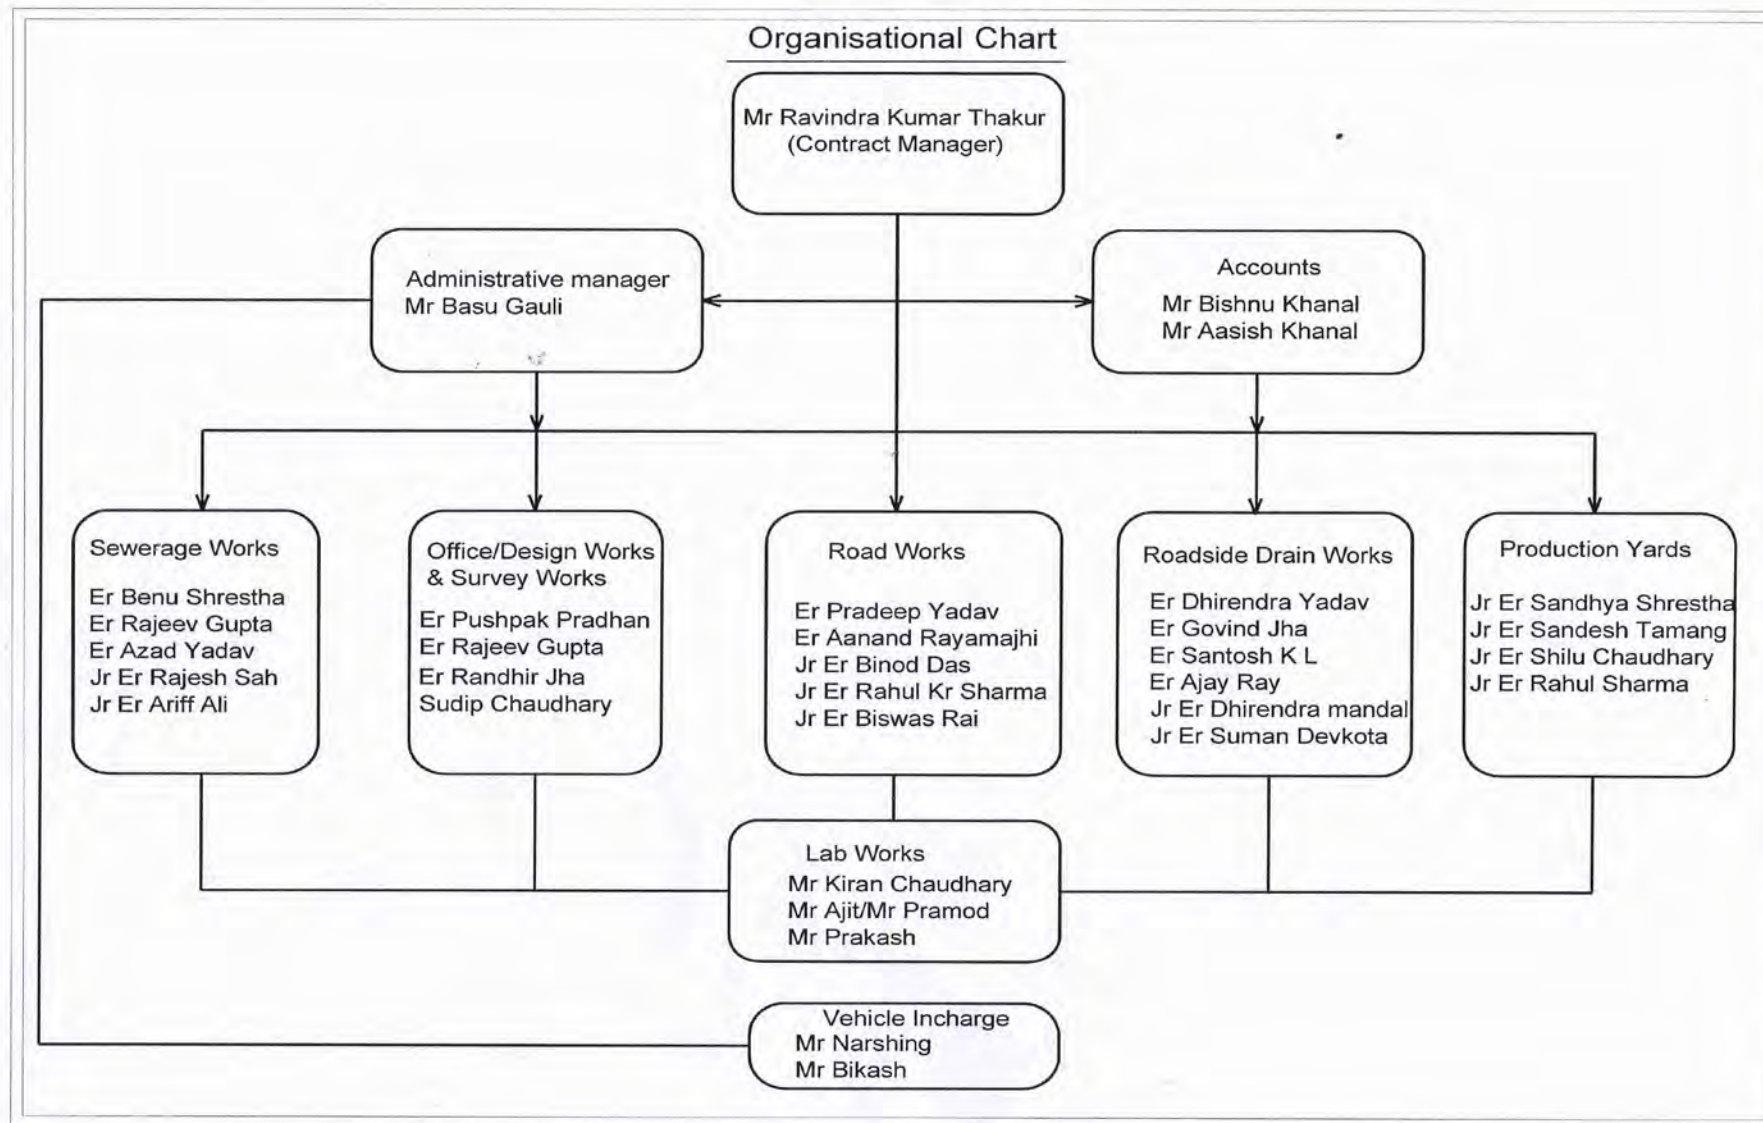 Organisational Chart
Mr Ravindra Kumar Thakur
(Contract Manager)
Administrative manager
Mr Basu Gauli
Accounts
Mr Bishnu Khanal
Mr Aasish Khanal
Sewerage Works
Er Benu Shrestha
Er Rajeev Gupta
Er Azad Yadav
Jr Er Rajesh Sah
Jr Er Ariff Ali
Office/Design Works
& Survey Works
Er Pushpak Pradhan
Er Rajeev Gupta
Er Randhir Jha
Sudip Chaudhary
Road Works
Er Pradeep Yadav
Er Aanand Rayamajhi
Jr Er Binod Das
Jr Er Rahul Kr Sharma
Jr Er Biswas Rai
Roadside Drain Works
Er Dhirendra Yadav
Er Govind Jha
Er Santosh K L
Er Ajay Ray
Jr Er Dhirendra mandal
Jr Er Suman Devkota
Production Yards
Jr Er Sandhya Shrestha
Jr Er Sandesh Tamang
Jr Er Shilu Chaudhary
Jr Er Rahul Sharma
Lab Works
Mr Kiran Chaudhary
Mr Ajit/Mr Pramod
Mr Prakash
Vehicle Incharge
Mr Narshing
Mr Bikash